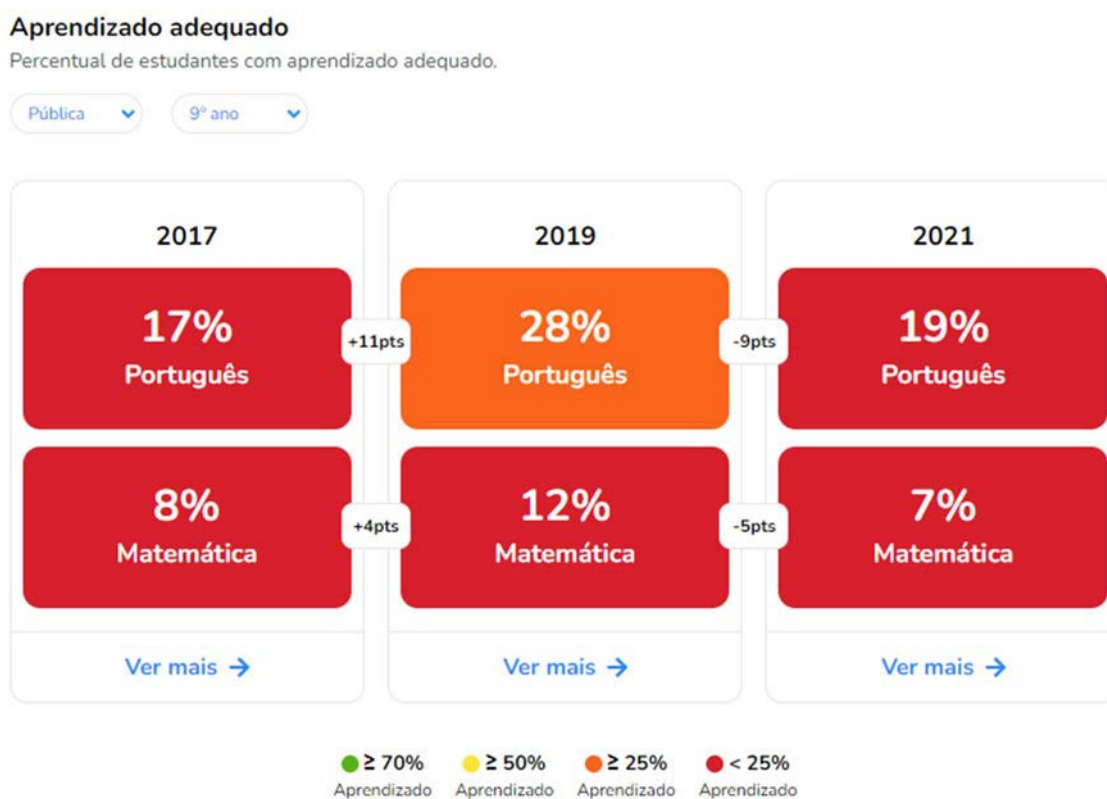 Aprendizado adequado
Percentual de estudantes com aprendizado adequado.
Pública 9º ano
2017
17%
Português
8%
Matemática
Ver mais →
+11pts
+4pts
2019
28%
Português
12%
Matemática
Ver mais →
-9pts
-5pts
2021
19%
Português
7%
Matemática
Ver mais →
≥ 70% ≥ 50% ≥ 25% < 25%
Aprendizado Aprendizado Aprendizado Aprendizado